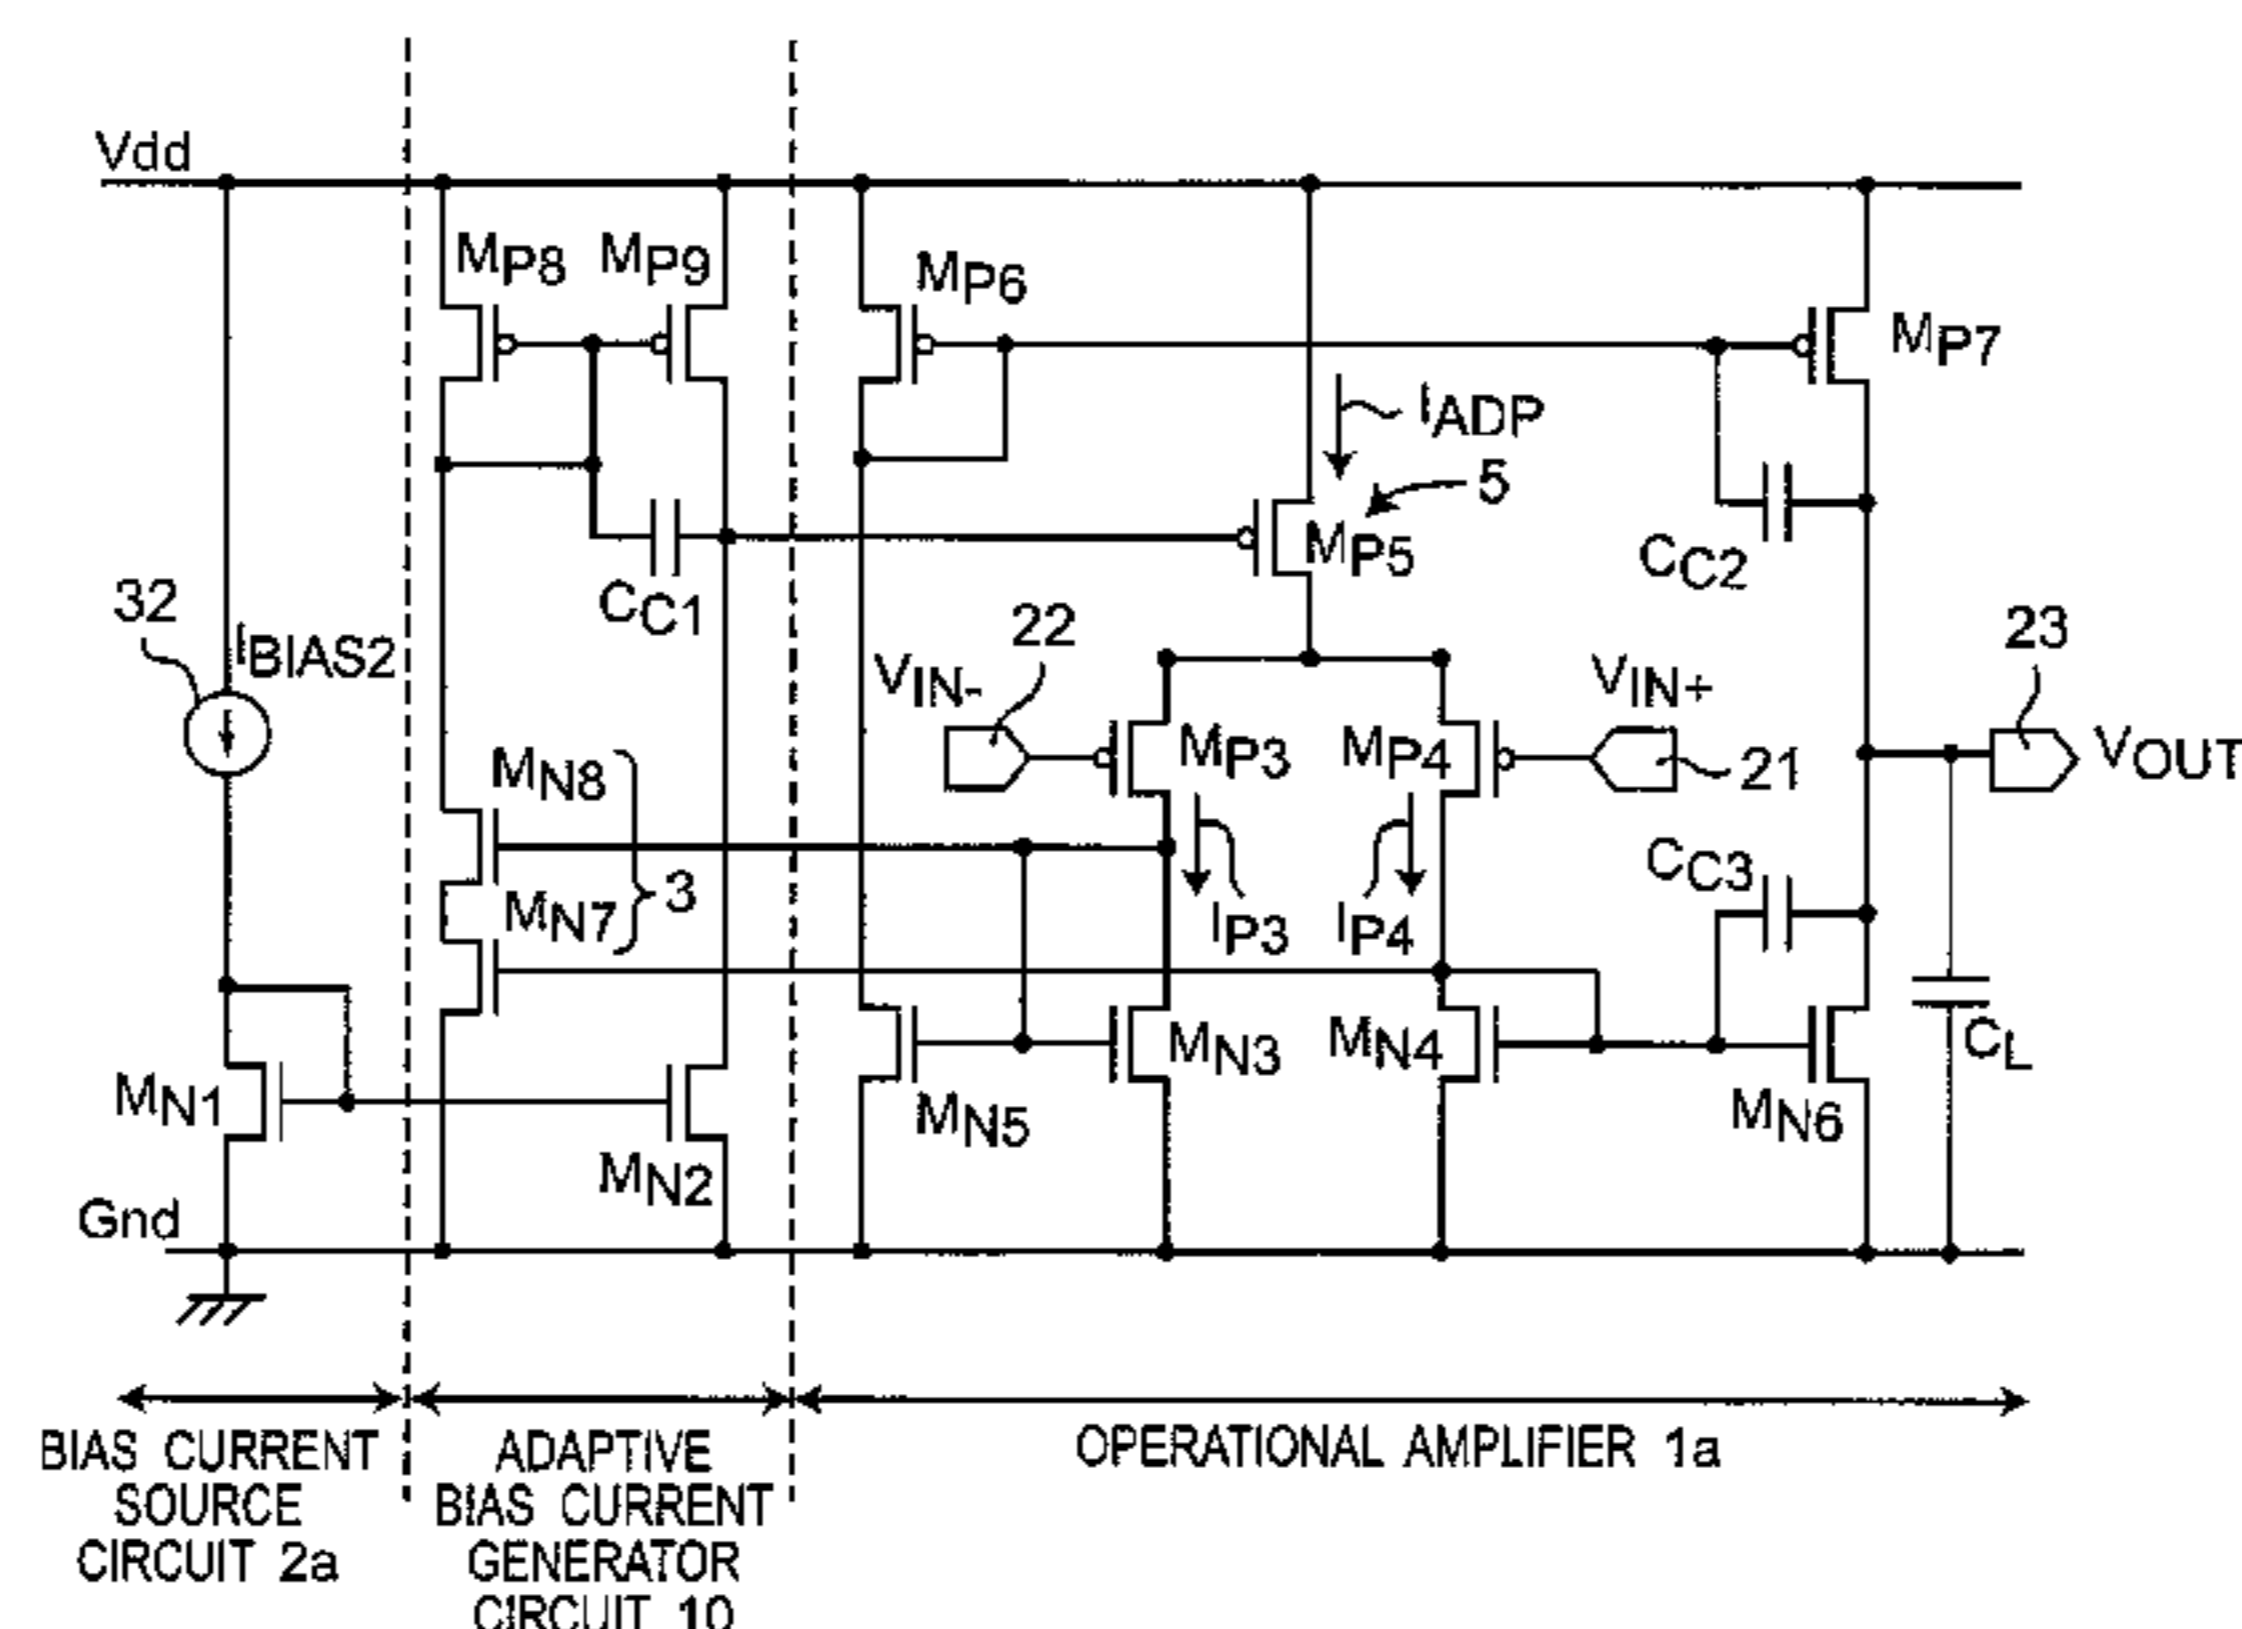 Vdd
MP8 MP9
MP6
MP7
IADP
5
MP5
CC2
CC1
32
IBIAS2
22
VIN-
VIN+
23
MN8
MP3
MP4
21
VOUT
3
MN7
IP3
IP4
CC3
MN1
MN3
MN4
CL
MN5
MN6
MN2
Gnd
BIAS CURRENT
SOURCE
CIRCUIT 2a
ADAPTIVE
BIAS CURRENT
GENERATOR
CIRCUIT 10
OPERATIONAL AMPLIFIER 1a